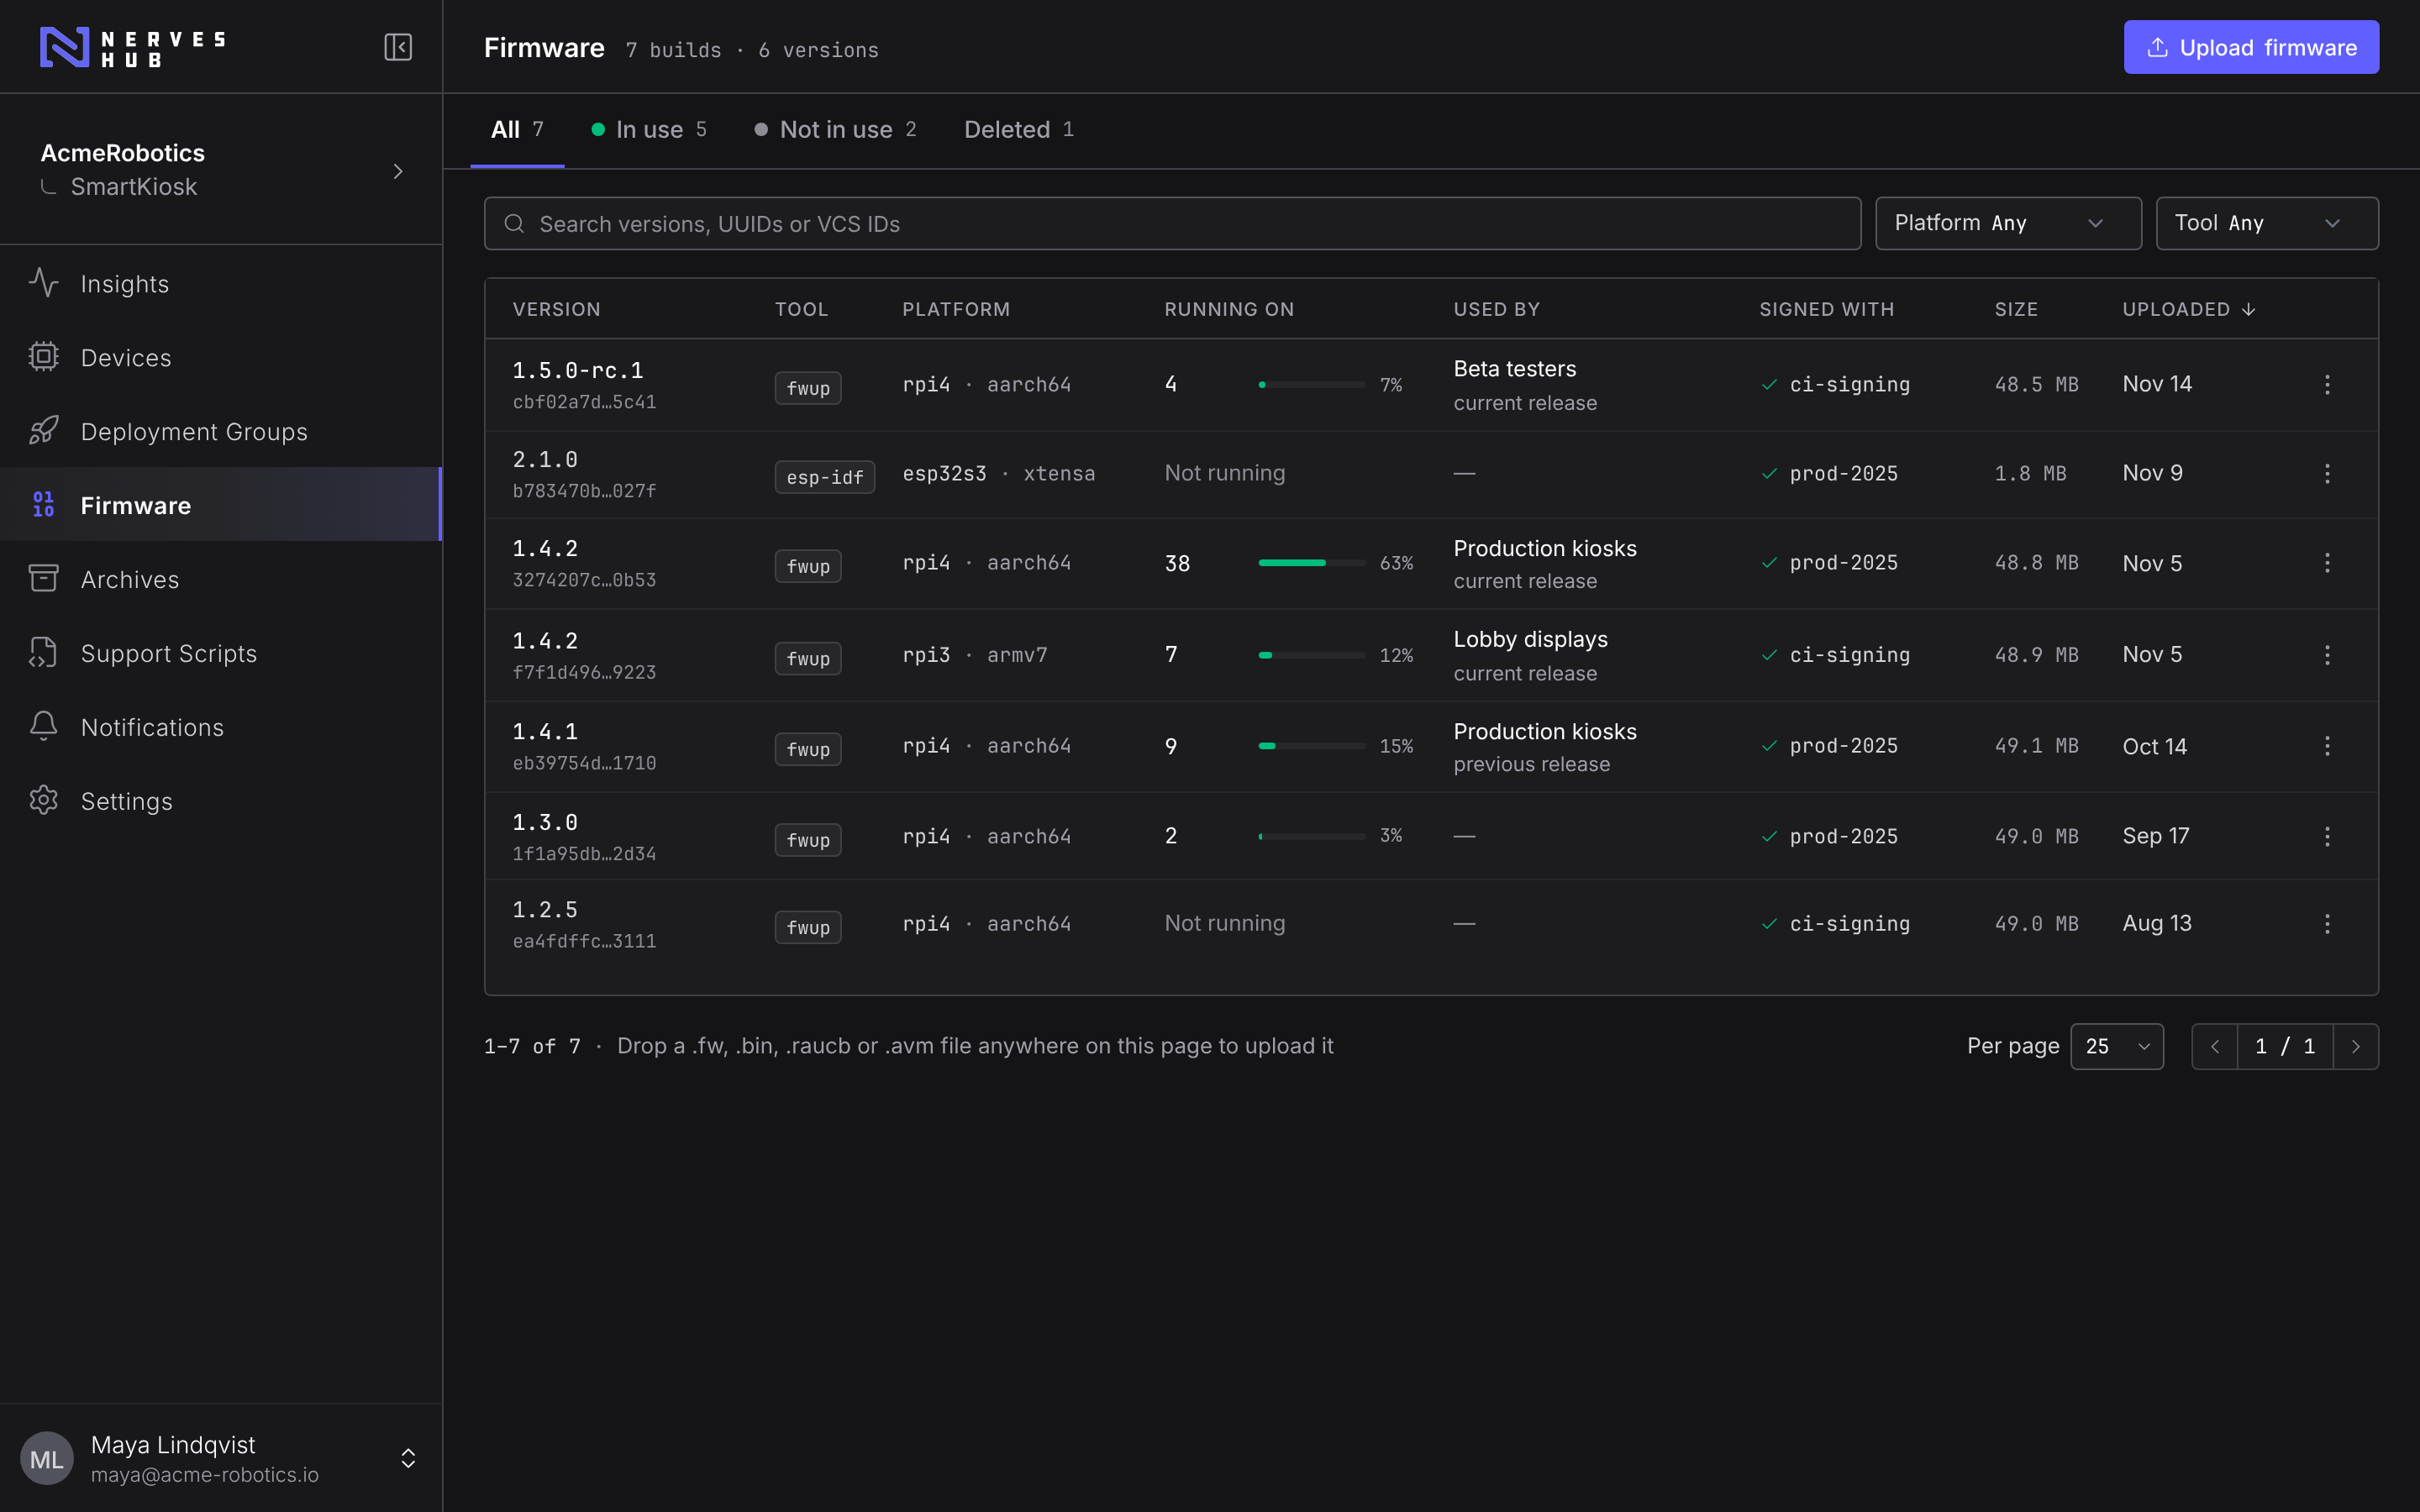 NERVES
HUB
AcmeRobotics
SmartKiosk
Insights
Devices
Deployment Groups
01
10
Firmware
Archives
Support Scripts
Notifications
Settings
ML
Maya Lindqvist
maya@acme-robotics.io
Firmware 7 builds · 6 versions
Upload firmware
All 7 In use 5 Not in use 2 Deleted 1
Search versions, UUIDs or VCS IDs
Platform Any
Tool Any
VERSION TOOL PLATFORM RUNNING ON USED BY SIGNED WITH SIZE UPLOADED
1.5.0-rc.1
cbf02a7d…5c41
fwup
rpi4 · aarch64
4
7%
Beta testers
current release
ci-signing
48.5 MB
Nov 14
2.1.0
b783470b…027f
esp-idf
esp32s3 · xtensa
Not running
—
prod-2025
1.8 MB
Nov 9
1.4.2
3274207c…0b53
fwup
rpi4 · aarch64
38
63%
Production kiosks
current release
prod-2025
48.8 MB
Nov 5
1.4.2
f7f1d496…9223
fwup
rpi3 · armv7
7
12%
Lobby displays
current release
ci-signing
48.9 MB
Nov 5
1.4.1
eb39754d…1710
fwup
rpi4 · aarch64
9
15%
Production kiosks
previous release
prod-2025
49.1 MB
Oct 14
1.3.0
1f1a95db…2d34
fwup
rpi4 · aarch64
2
3%
—
prod-2025
49.0 MB
Sep 17
1.2.5
ea4fdffc…3111
fwup
rpi4 · aarch64
Not running
—
ci-signing
49.0 MB
Aug 13
1–7 of 7 · Drop a .fw, .bin, .raucb or .avm file anywhere on this page to upload it
Per page 25
1 / 1